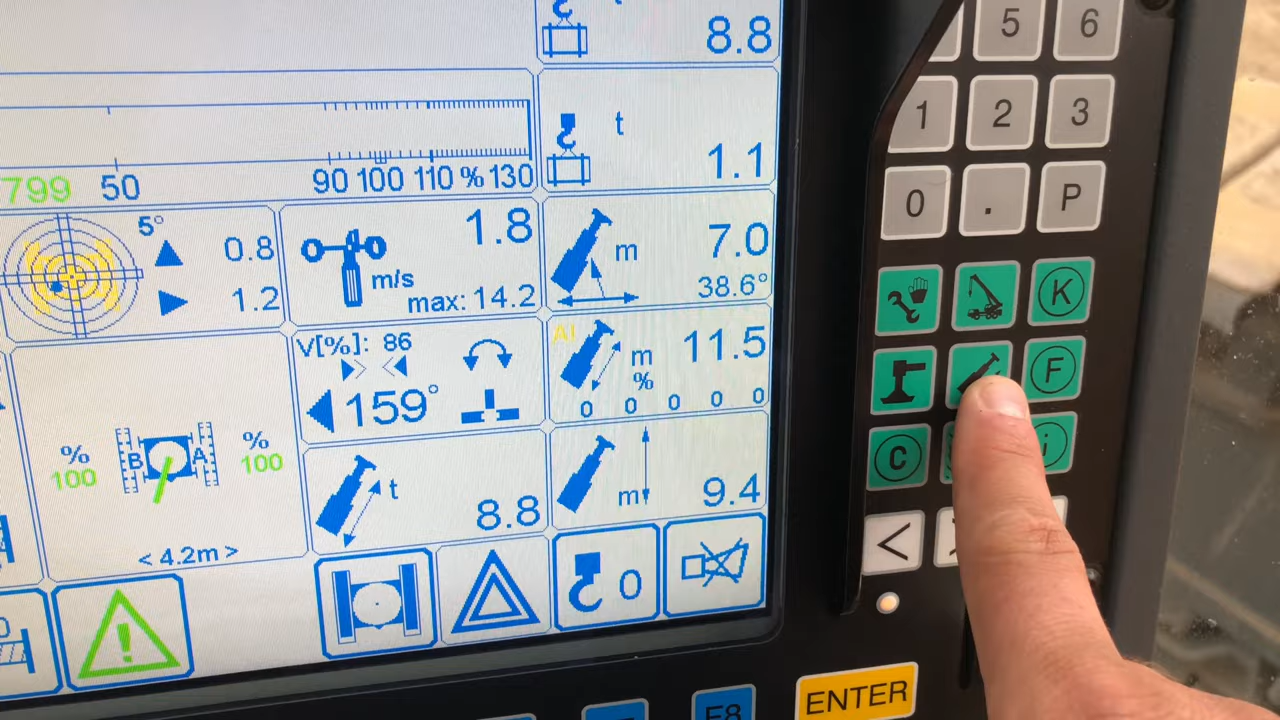 t
8.8
t
1.1
799 50 90 100 110 % 130
5°
0.8
1.2
1.8
m/s
max: 14.2
m
7.0
38.6°
V[%]: 86
159°
m
%
11.5
0 0 0 0 0
% 100
B A
% 100
< 4.2m >
t
8.8
m
9.4
0
5 6
1 2 3
0 . P
K
F
C i
<
F8
ENTER